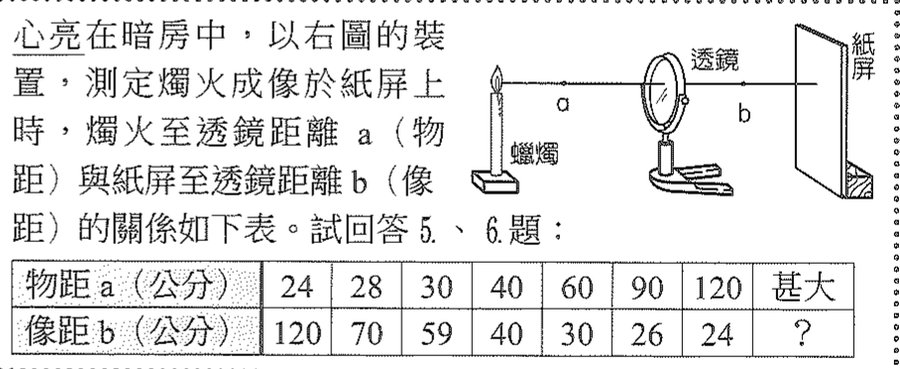 心亮在暗房中，以右圖的裝
置，測定燭火成像於紙屏上
時，燭火至透鏡距離 a（物
距）與紙屏至透鏡距離 b（像
距）的關係如下表。試回答 5.、6.題：
透鏡
紙屏
a
b
蠟燭
物距 a（公分） 24 28 30 40 60 90 120 甚大
像距 b（公分） 120 70 59 40 30 26 24 ？